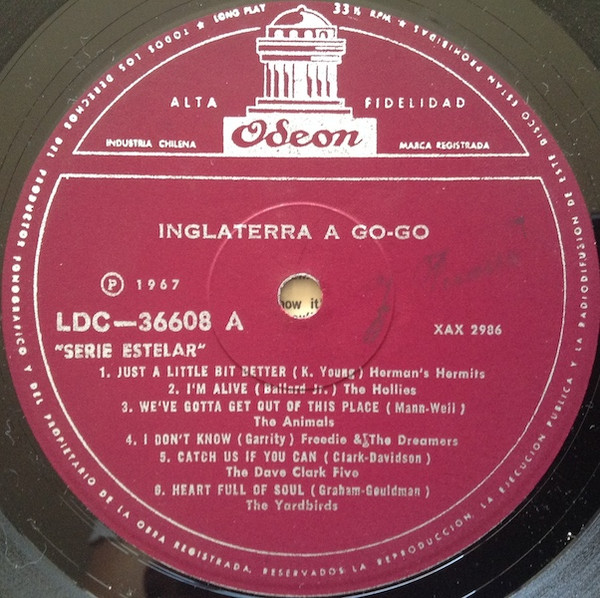 ★ TODOS LOS DERECHOS DEL PRODUCTOR FONOGRAFICO Y DEL PROPIETARIO DE LA OBRA REGISTRADA, RESERVADOS. LA REPRODUCCION, LA EJECUCION PUBLICA Y LA RADIODIFUSION DE ESTE DISCO ESTAN PROHIBIDAS ★
LONG PLAY 33⅓ RPM.
ALTA FIDELIDAD
Odeon
INDUSTRIA CHILENA MARCA REGISTRADA
INGLATERRA A GO-GO
Ⓟ 1967
now it
LDC—36608 A XAX 2986
"SERIE ESTELAR"
1. JUST A LITTLE BIT BETTER (K. Young) Herman's Hermits
2. I'M ALIVE (Ballard Jr.) The Hollies
3. WE'VE GOTTA GET OUT OF THIS PLACE (Mann-Weil)
The Animals
4. I DON'T KNOW (Garrity) Freedie & The Dreamers
5. CATCH US IF YOU CAN (Clark-Davidson)
The Dave Clark Five
6. HEART FULL OF SOUL (Graham-Gouldman)
The Yardbirds